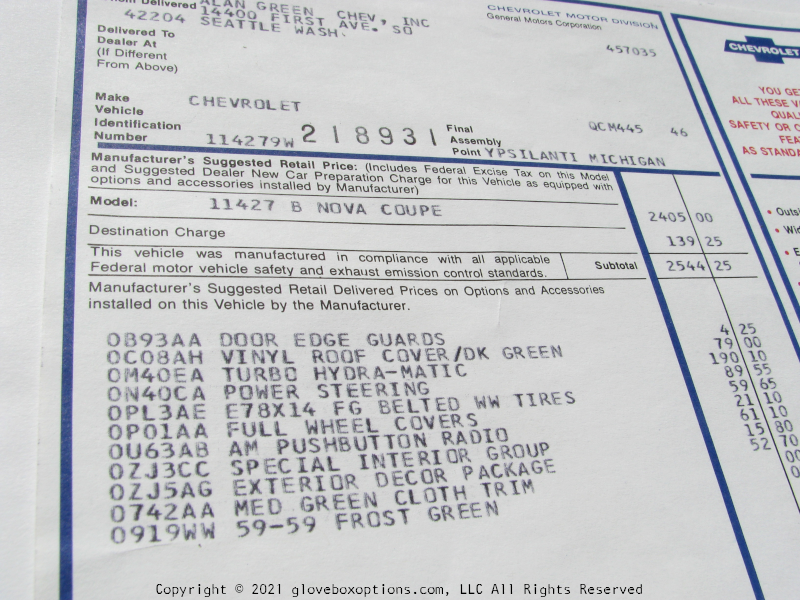 Delivered ALAN GREEN CHEV, INC
14400 FIRST AVE. SO
42204 SEATTLE WASH.
Delivered To
Dealer At
(If Different
From Above)
CHEVROLET MOTOR DIVISION
General Motors Corporation
457035
Make CHEVROLET
Vehicle
Identification
Number 114279W 218931
Final
Assembly
Point YPSILANTI MICHIGAN
QCM445 46
Manufacturer's Suggested Retail Price: (Includes Federal Excise Tax on this Model
and Suggested Dealer New Car Preparation Charge for this Vehicle as equipped with
options and accessories installed by Manufacturer)
Model: 11427 B NOVA COUPE 2405 00
Destination Charge 139 25
This vehicle was manufactured in compliance with all applicable
Federal motor vehicle safety and exhaust emission control standards. Subtotal 2544 25
Manufacturer's Suggested Retail Delivered Prices on Options and Accessories
installed on this Vehicle by the Manufacturer.
0B93AA DOOR EDGE GUARDS 4 25
0C08AH VINYL ROOF COVER/DK GREEN 79 00
0M40EA TURBO HYDRA-MATIC 190 10
0N40CA POWER STEERING 89 55
0PL3AE E78X14 FG BELTED WW TIRES 59 65
0P01AA FULL WHEEL COVERS 21 10
0U63AB AM PUSHBUTTON RADIO 61 10
0ZJ3CC SPECIAL INTERIOR GROUP 15 80
0ZJ5AG EXTERIOR DECOR PACKAGE 52 70
0742AA MED GREEN CLOTH TRIM
0919WW 59-59 FROST GREEN
CHEVROLET
YOU GE
ALL THESE V
QUAL
SAFETY OR C
FEA
AS STANDA
• Outs
• Wi
• E
Copyright © 2021 gloveboxoptions.com, LLC All Rights Reserved